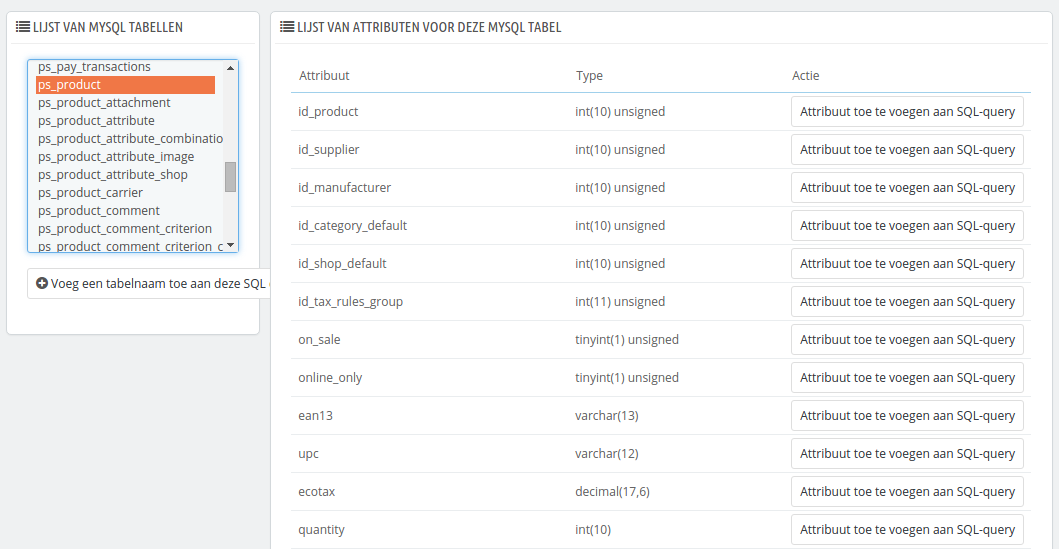 LIJST VAN MYSQL TABELLEN
ps_pay_transactions
ps_product
ps_product_attachment
ps_product_attribute
ps_product_attribute_combinatio
ps_product_attribute_image
ps_product_attribute_shop
ps_product_carrier
ps_product_comment
ps_product_comment_criterion
ps_product_comment_criterion_c
Voeg een tabelnaam toe aan deze SQL
LIJST VAN ATTRIBUTEN VOOR DEZE MYSQL TABEL
Attribuut Type Actie
id_product int(10) unsigned Attribuut toe te voegen aan SQL-query
id_supplier int(10) unsigned Attribuut toe te voegen aan SQL-query
id_manufacturer int(10) unsigned Attribuut toe te voegen aan SQL-query
id_category_default int(10) unsigned Attribuut toe te voegen aan SQL-query
id_shop_default int(10) unsigned Attribuut toe te voegen aan SQL-query
id_tax_rules_group int(11) unsigned Attribuut toe te voegen aan SQL-query
on_sale tinyint(1) unsigned Attribuut toe te voegen aan SQL-query
online_only tinyint(1) unsigned Attribuut toe te voegen aan SQL-query
ean13 varchar(13) Attribuut toe te voegen aan SQL-query
upc varchar(12) Attribuut toe te voegen aan SQL-query
ecotax decimal(17,6) Attribuut toe te voegen aan SQL-query
quantity int(10) Attribuut toe te voegen aan SQL-query